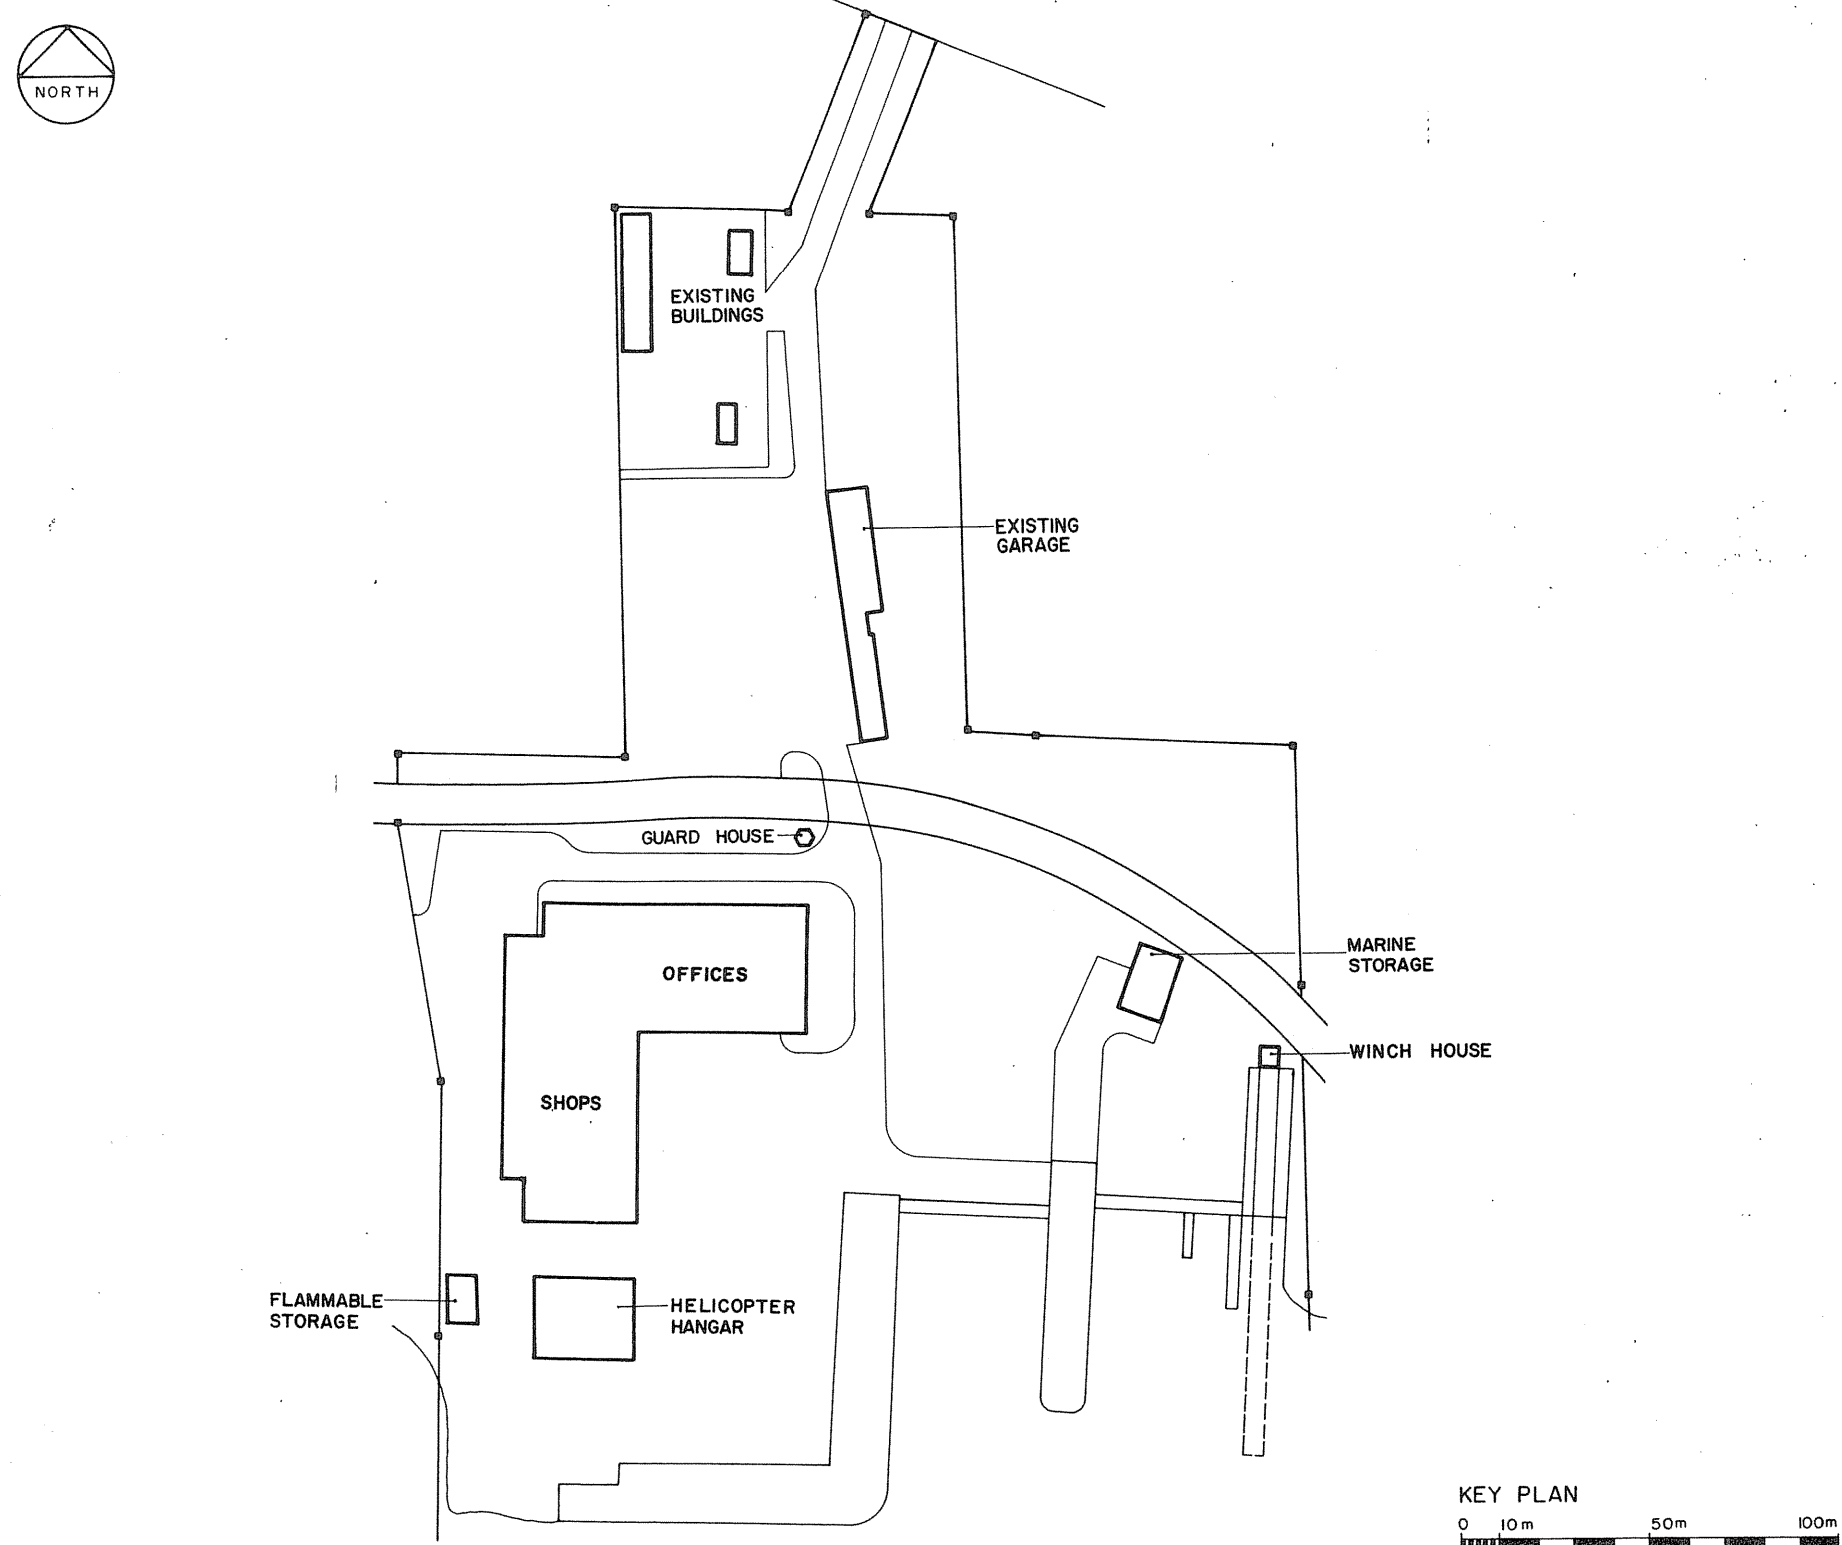 NORTH
EXISTING
BUILDINGS
EXISTING
GARAGE
GUARD HOUSE
MARINE
STORAGE
OFFICES
WINCH HOUSE
SHOPS
FLAMMABLE
STORAGE
HELICOPTER
HANGAR
KEY PLAN
0 10m 50m 100m